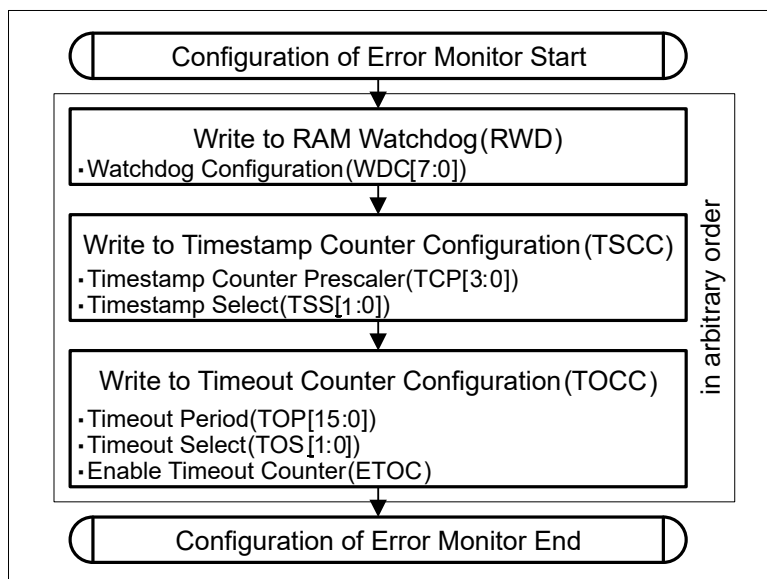 Configuration of Error Monitor Start
Write to RAM Watchdog(RWD)
・Watchdog Configuration(WDC[7:0])
Write to Timestamp Counter Configuration(TSCC)
・Timestamp Counter Prescaler(TCP[3:0])
・Timestamp Select(TSS[1:0])
Write to Timeout Counter Configuration(TOCC)
・Timeout Period(TOP[15:0])
・Timeout Select(TOS[1:0])
・Enable Timeout Counter(ETOC)
in arbitrary order
Configuration of Error Monitor End